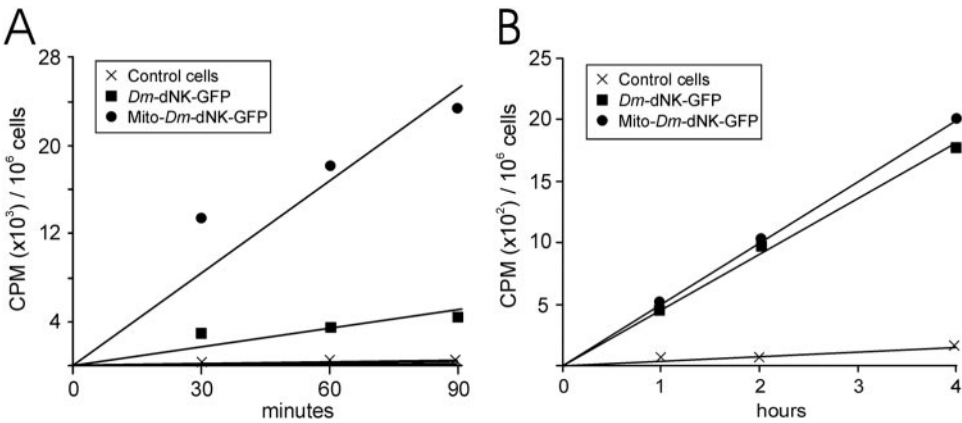 A
CPM (x10³) / 10⁶ cells
28
20
12
4
× Control cells
■ Dm-dNK-GFP
● Mito-Dm-dNK-GFP
0 30 60 90
minutes
B
CPM (x10²) / 10⁶ cells
25
20
15
10
5
× Control cells
■ Dm-dNK-GFP
● Mito-Dm-dNK-GFP
0 1 2 3 4
hours